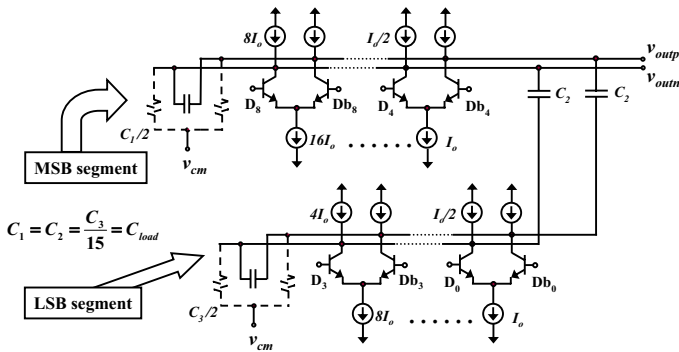 8I_o
I_o/2
v_outp
v_outn
C_2
C_2
D_8
Db_8
D_4
Db_4
C_1/2
16I_o
I_o
v_cm
MSB segment
4I_o
I_o/2
C_1 = C_2 = C_3/15 = C_load
D_3
Db_3
D_0
Db_0
LSB segment
C_3/2
8I_o
I_o
v_cm